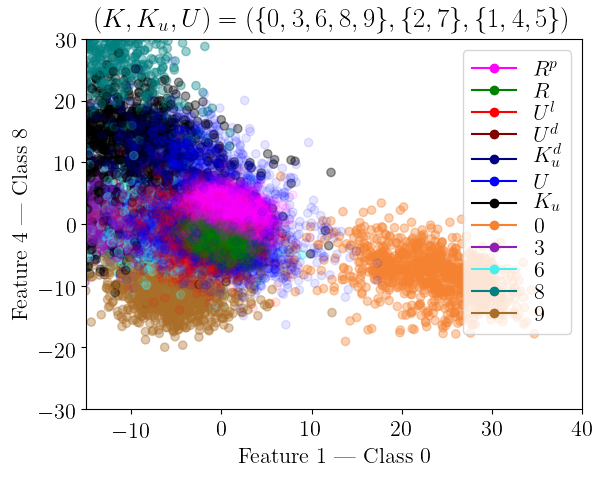 (K, K_u, U) = ({0, 3, 6, 8, 9}, {2, 7}, {1, 4, 5})
30
20
10
0
−10
−20
−30
Feature 4 — Class 8
R^p
R
U^l
U^d
K_u^d
U
K_u
0
3
6
8
9
−10
0
10
20
30
40
Feature 1 — Class 0